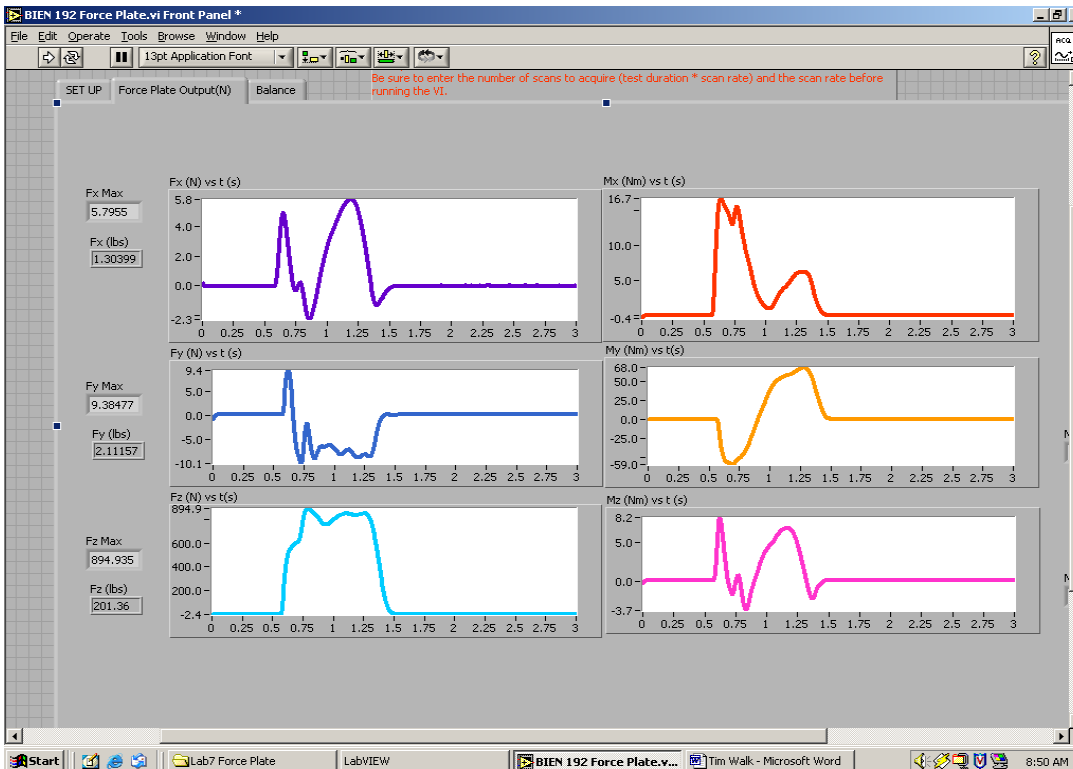 BIEN 192 Force Plate.vi Front Panel *
File Edit Operate Tools Browse Window Help
13pt Application Font
ACQ
SET UP Force Plate Output(N) Balance
Be sure to enter the number of scans to acquire (test duration * scan rate) and the scan rate before
running the VI.
Fx Max
5.7955
Fx (lbs)
1.30399
Fx (N) vs t (s)
5.8
4.0
2.0
0.0
-2.3
0 0.25 0.5 0.75 1 1.25 1.5 1.75 2 2.25 2.5 2.75 3
Mx (Nm) vs t (s)
16.7
10.0
5.0
-0.4
0 0.25 0.5 0.75 1 1.25 1.5 1.75 2 2.25 2.5 2.75 3
Fy Max
9.38477
Fy (lbs)
2.11157
Fy (N) vs t (s)
9.4
5.0
0.0
-5.0
-10.1
0 0.25 0.5 0.75 1 1.25 1.5 1.75 2 2.25 2.5 2.75 3
My (Nm) vs t(s)
68.0
50.0
25.0
0.0
-25.0
-59.0
0 0.25 0.5 0.75 1 1.25 1.5 1.75 2 2.25 2.5 2.75 3
Fz Max
894.935
Fz (lbs)
201.36
Fz (N) vs t(s)
894.9
600.0
400.0
200.0
-2.4
0 0.25 0.5 0.75 1 1.25 1.5 1.75 2 2.25 2.5 2.75 3
Mz (Nm) vs t (s)
8.2
5.0
0.0
-3.7
0 0.25 0.5 0.75 1 1.25 1.5 1.75 2 2.25 2.5 2.75 3
Start Lab7 Force Plate LabVIEW BIEN 192 Force Plate.v... Tim Walk - Microsoft Word 8:50 AM